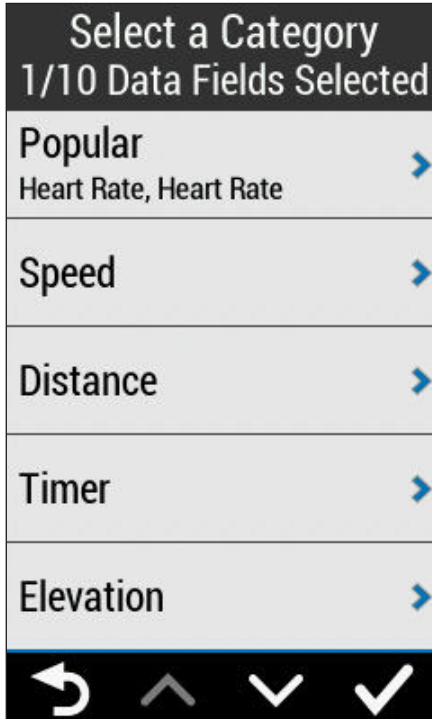 Select a Category
1/10 Data Fields Selected
Popular
Heart Rate, Heart Rate
Speed
Distance
Timer
Elevation